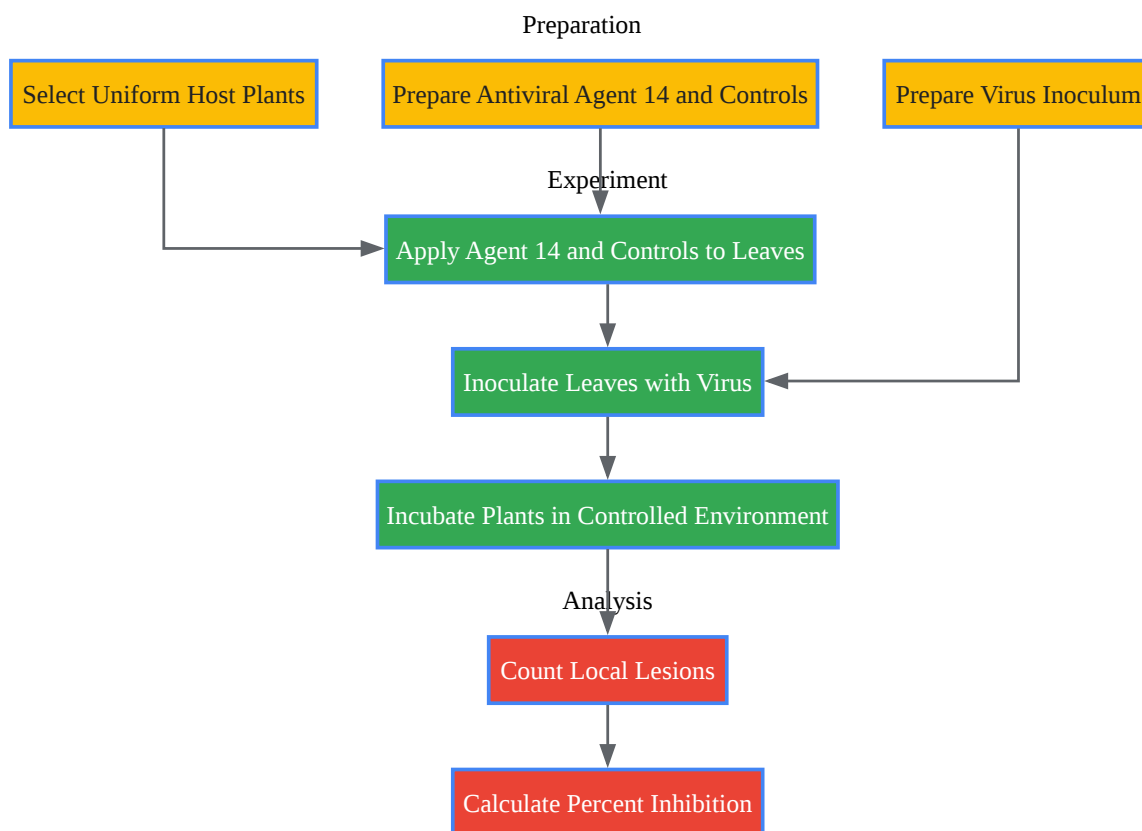 Preparation
Select Uniform Host Plants
Prepare Antiviral Agent 14 and Controls
Prepare Virus Inoculum
Experiment
Apply Agent 14 and Controls to Leaves
Inoculate Leaves with Virus
Incubate Plants in Controlled Environment
Analysis
Count Local Lesions
Calculate Percent Inhibition